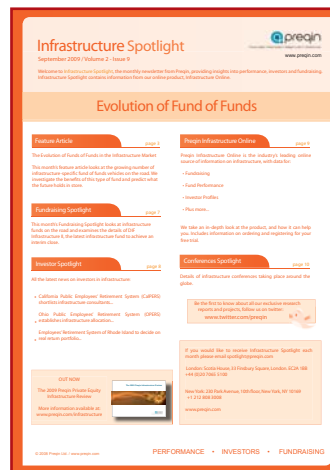 Infrastructure Spotlight
September 2009 / Volume 2 - Issue 9
preqin
www.preqin.com
Welcome to Infrastructure Spotlight, the monthly newsletter from Preqin, providing insights into performance, investors and fundraising.
Infrastructure Spotlight contains information from our online product, Infrastructure Online.
Evolution of Fund of Funds
Feature Article
page 3
The Evolution of Funds of Funds in the Infrastructure Market
This month's feature article looks at the growing number of
infrastructure-specific fund of funds vehicles on the road. We
investigate the benefits of this type of fund and predict what
the future holds in store.
Fundraising Spotlight
page 7
This month's Fundraising Spotlight looks at infrastructure
funds on the road and examines the details of DIF
Infrastructure II, the latest infrastructure fund to achieve an
interim close.
Investor Spotlight
page 8
All the latest news on investors in infrastructure:
• California Public Employees' Retirement System (CalPERS)
shortlists infrastructure consultants...
Ohio Public Employees' Retirement System (OPERS)
• establishes infrastructure allocation...
Employees' Retirement System of Rhode Island to decide on
• real return portfolio...
OUT NOW
The 2009 Preqin Private Equity
Infrastructure Review
More information available at:
www.preqin.com/infrastructure
Preqin Infrastructure Online
page 9
Preqin Infrastructure Online is the industry's leading online
source of information on infrastructure, with data for:
• Fundraising
• Fund Performance
• Investor Profiles
• Plus more...
We take an in-depth look at the product, and how it can help
you. Includes information on ordering and registering for your
free trial.
Conferences Spotlight
page 10
Details of infrastructure conferences taking place around the
globe.
Be the first to know about all our exclusive research
reports and projects, follow us on twitter:
www.twitter.com/preqin
If you would like to receive Infrastructure Spotlight each
month please email spotlight@preqin.com.
London: Scotia House, 33 Finsbury Square, London. EC2A 1BB
+44 (0)20 7065 5100
New York: 230 Park Avenue, 10th Floor, New York, NY 10169
+1 212 808 3008
www.preqin.com
© 2009 Preqin Ltd · www.preqin.com
PERFORMANCE • INVESTORS • FUNDRAISING